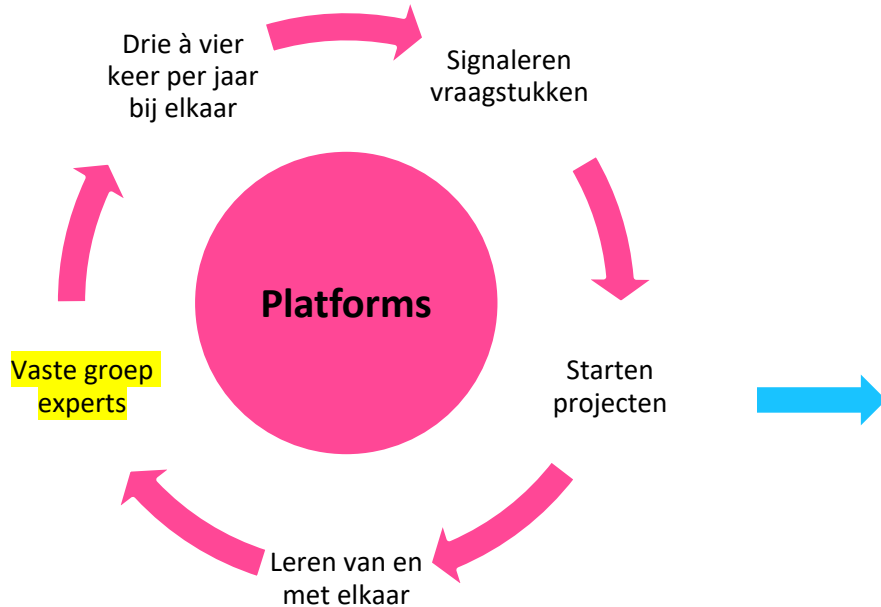 Drie à vier
keer per jaar
bij elkaar
Signaleren
vraagstukken
Platforms
Vaste groep
experts
Starten
projecten
Leren van en
met elkaar